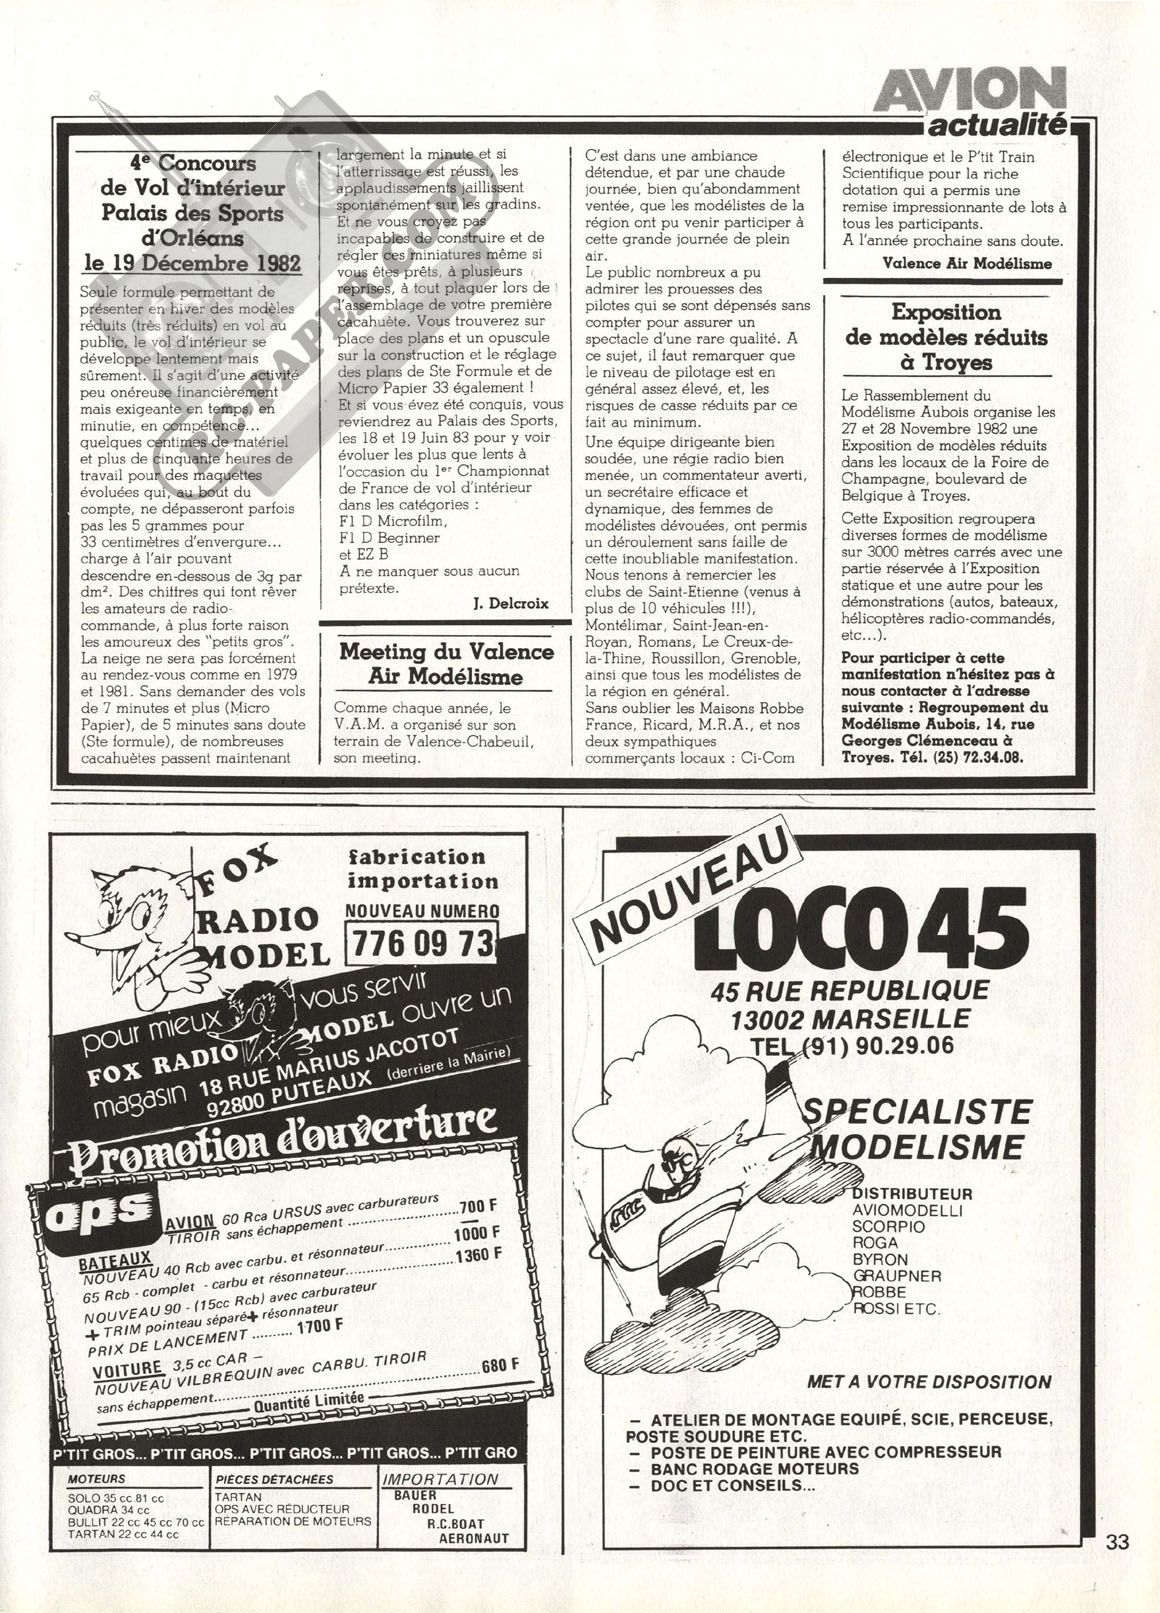 AVION
actualité
4e Concours
de Vol d'intérieur
Palais des Sports
d'Orléans
le 19 Décembre 1982
Seule formule permettant de
présenter en hiver des modèles
réduits (très réduits) en vol au
public, le vol d'intérieur se
développe lentement mais
sûrement. Il s'agit d'une activité
peu onéreuse financièrement
mais exigeante en temps, en
minutie, en compétence...
quelques centimes de matériel
et plus de cinquante heures de
travail pour des maquettes
évoluées qui, au bout du
compte, ne dépasseront parfois
pas les 5 grammes pour
33 centimètres d'envergure...
charge à l'air pouvant
descendre en-dessous de 3g par
dm². Des chiffres qui font rêver
les amateurs de radio-
commande, à plus forte raison
les amoureux des "petits gros".
La neige ne sera pas forcément
au rendez-vous comme en 1979
et 1981. Sans demander des vols
de 7 minutes et plus (Micro
Papier), de 5 minutes sans doute
(Ste formule), de nombreuses
cacahuètes passent maintenant
largement la minute et si
l'atterrissage est réussi, les
applaudissements jaillissent
spontanément sur les gradins.
Et ne vous croyez pas
incapables de construire et de
régler ces miniatures même si
vous êtes prêts, à plusieurs
reprises, à tout plaquer lors de
l'assemblage de votre première
cacahuète. Vous trouverez sur
place des plans et un opuscule
sur la construction et le réglage
des plans de Ste Formule et de
Micro Papier 33 également !
Et si vous évez été conquis, vous
reviendrez au Palais des Sports,
les 18 et 19 Juin 83 pour y voir
évoluer les plus que lents à
l'occasion du 1er Championnat
de France de vol d'intérieur
dans les catégories :
F1 D Microfilm,
F1 D Beginner
et EZ B
A ne manquer sous aucun
prétexte.
J. Delcroix
Meeting du Valence
Air Modélisme
Comme chaque année, le
V.A.M. a organisé sur son
terrain de Valence-Chabeuil,
son meeting.
C'est dans une ambiance
détendue, et par une chaude
journée, bien qu'abondamment
ventée, que les modélistes de la
région ont pu venir participer à
cette grande journée de plein
air.
Le public nombreux a pu
admirer les prouesses des
pilotes qui se sont dépensés sans
compter pour assurer un
spectacle d'une rare qualité. A
ce sujet, il faut remarquer que
le niveau de pilotage est en
général assez élevé, et, les
risques de casse réduits par ce
fait au minimum.
Une équipe dirigeante bien
soudée, une régie radio bien
menée, un commentateur averti,
un secrétaire efficace et
dynamique, des femmes de
modélistes dévouées, ont permis
un déroulement sans faille de
cette inoubliable manifestation.
Nous tenons à remercier les
clubs de Saint-Etienne (venus à
plus de 10 véhicules !!!),
Montélimar, Saint-Jean-en-
Royan, Romans, Le Creux-de-
la-Thine, Roussillon, Grenoble,
ainsi que tous les modélistes de
la région en général.
Sans oublier les Maisons Robbe
France, Ricard, M.R.A., et nos
deux sympathiques
commerçants locaux : Ci-Com
électronique et le P'tit Train
Scientifique pour la riche
dotation qui a permis une
remise impressionnante de lots à
tous les participants.
A l'année prochaine sans doute.
Valence Air Modélisme
Exposition
de modèles réduits
à Troyes
Le Rassemblement du
Modélisme Aubois organise les
27 et 28 Novembre 1982 une
Exposition de modèles réduits
dans les locaux de la Foire de
Champagne, boulevard de
Belgique à Troyes.
Cette Exposition regroupera
diverses formes de modélisme
sur 3000 mètres carrés avec une
partie réservée à l'Exposition
statique et une autre pour les
démonstrations (autos, bateaux,
hélicoptères radio-commandés,
etc...).
Pour participer à cette
manifestation n'hésitez pas à
nous contacter à l'adresse
suivante : Regroupement du
Modélisme Aubois, 14, rue
Georges Clémenceau à
Troyes. Tél. (25) 72.34.08.
RC-PAPER.COM
FOX
RADIO
MODEL
fabrication
importation
NOUVEAU NUMERO
776 09 73
pour mieux vous servir
FOX RADIO MODEL ouvre un
magasin 18 RUE MARIUS JACOTOT
92800 PUTEAUX (derriere la Mairie)
Promotion d'ouverture
ops
AVION 60 Rca URSUS avec carburateurs
TIROIR sans échappement ..... 700 F
BATEAUX
NOUVEAU 40 Rcb avec carbu. et résonnateur ..... 1000 F
65 Rcb - complet - carbu et résonnateur ..... 1360 F
NOUVEAU 90 - (15cc Rcb) avec carburateur
+ TRIM pointeau séparé + résonnateur
PRIX DE LANCEMENT ......... 1700 F
VOITURE 3,5 cc CAR –
NOUVEAU VILBREQUIN avec CARBU. TIROIR
sans échappement ..... 680 F
Quantité Limitée
P'TIT GROS... P'TIT GROS... P'TIT GROS... P'TIT GROS... P'TIT GRO
MOTEURS
SOLO 35 cc 81 cc
QUADRA 34 cc
BULLIT 22 cc 45 cc 70 cc
TARTAN 22 cc 44 cc
PIÈCES DÉTACHÉES
TARTAN
OPS AVEC RÉDUCTEUR
RÉPARATION DE MOTEURS
IMPORTATION
BAUER
RODEL
R.C.BOAT
AERONAUT
NOUVEAU
LOCO 45
45 RUE REPUBLIQUE
13002 MARSEILLE
TEL (91) 90.29.06
SPECIALISTE
MODELISME
DISTRIBUTEUR
AVIOMODELLI
SCORPIO
ROGA
BYRON
GRAUPNER
ROBBE
ROSSI ETC.
MET A VOTRE DISPOSITION
– ATELIER DE MONTAGE EQUIPÉ, SCIE, PERCEUSE,
POSTE SOUDURE ETC.
– POSTE DE PEINTURE AVEC COMPRESSEUR
– BANC RODAGE MOTEURS
– DOC ET CONSEILS...
33